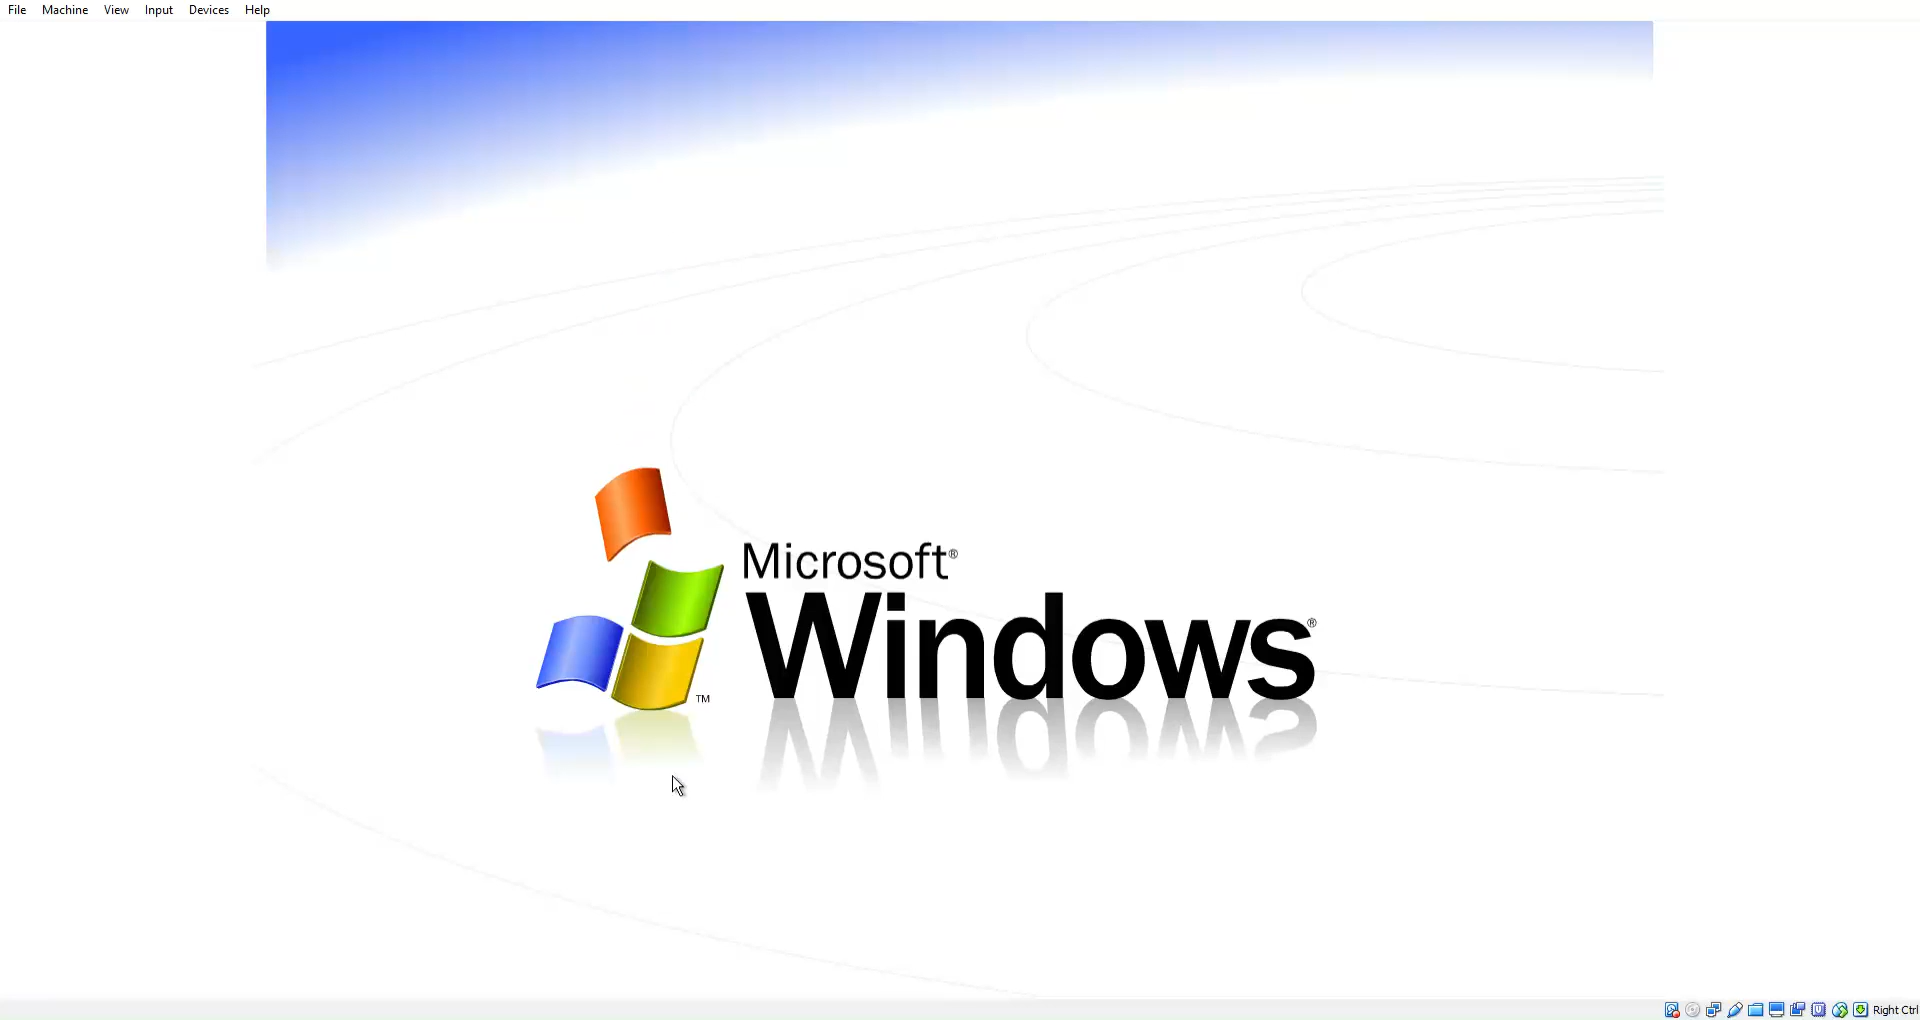 File Machine View Input Devices Help
Microsoft®
Windows®
TM
Right Ctrl